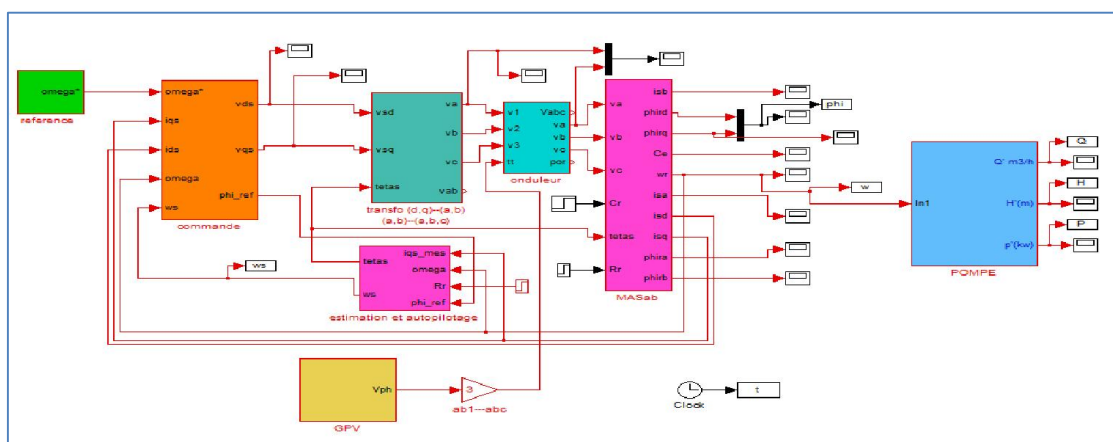 omega*
reference
omega*
iqs
ids
omega
ws
vds
vqs
phi_ref
commande
vsd
vsq
tetas
va
vb
vc
vab
transfo (d,q)--(a,b)
(a,b)--(a,b,c)
v1
v2
v3
tt
Vabc
va
vb
vc
por
onduleur
va
vb
vc
Cr
tetas
Rr
isb
phird
phirq
Ce
wr
isa
isd
isq
phira
phirb
MASab
phi
w
In1
Q' m3/h
H'(m)
p'(kw)
POMPE
Q
H
P
ws
tetas
ws
iqs_mes
omega
Rr
phi_ref
estimation et autopilotage
Vph
GPV
3
ab1---abc
Clock
t